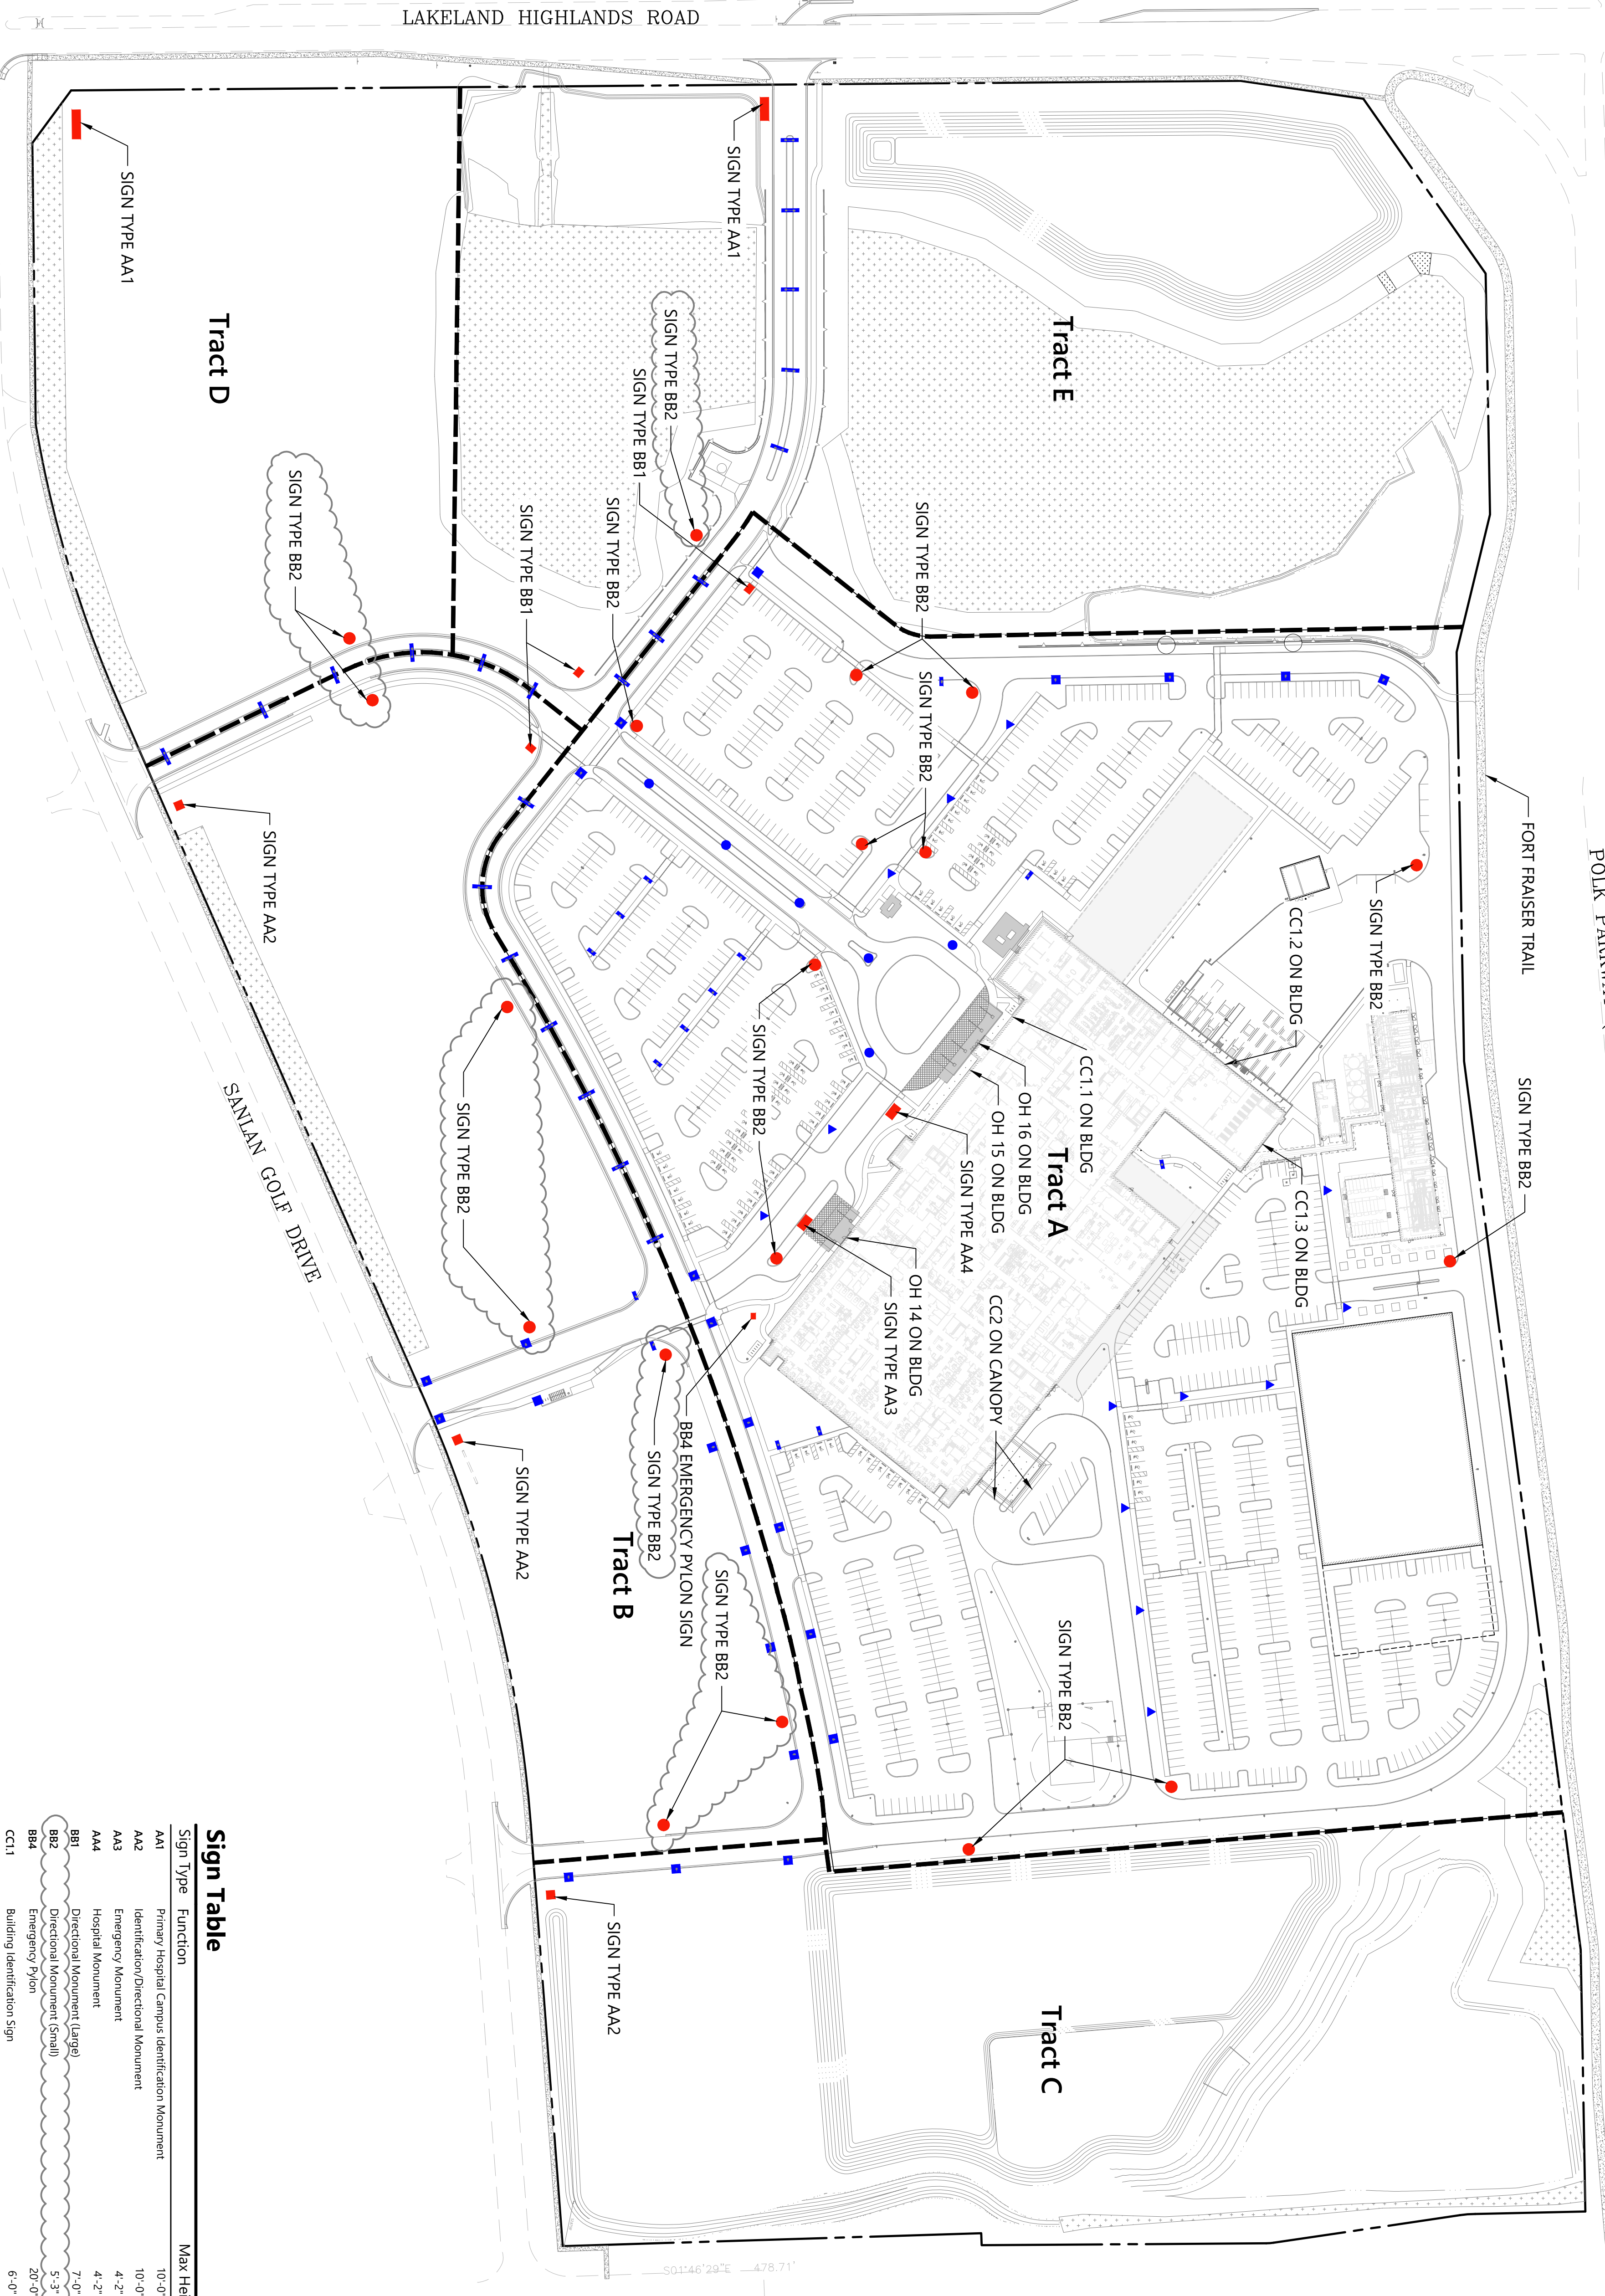 LAKELAND HIGHLANDS ROAD
POLK
FORT FRAISER TRAIL
SIGN TYPE BB2
SIGN TYPE BB2
CC1.2 ON BLDG
CC1.3 ON BLDG
CC1.1 ON BLDG
Tract E
Tract A
Tract C
OH 16 ON BLDG
OH 15 ON BLDG
SIGN TYPE BB2
CC2 ON CANOPY
SIGN TYPE AA4
SIGN TYPE BB2
SIGN TYPE BB2
OH 14 ON BLDG
SIGN TYPE AA3
SIGN TYPE AA1
SIGN TYPE BB2
SIGN TYPE BB2
SIGN TYPE BB2
BB4 EMERGENCY PYLON SIGN
SIGN TYPE BB2
SIGN TYPE BB1
SIGN TYPE BB2
Tract B
SIGN TYPE AA2
SIGN TYPE BB1
SIGN TYPE AA2
SIGN TYPE BB2
SIGN TYPE BB2
SIGN TYPE AA2
SANLAN GOLF DRIVE
Tract D
SIGN TYPE AA1
S01°46'29"E 478.71'
Sign Table
Sign Type Function Max Hei
AA1 Primary Hospital Campus Identification Monument 10'-0"
AA2 Identification/Directional Monument 10'-0"
AA3 Emergency Monument 4'-2"
AA4 Hospital Monument 4'-2"
BB1 Directional Monument (Large) 7'-0"
BB2 Directional Monument (Small) 5'-3"
BB4 Emergency Pylon 20'-0"
CC1.1 Building Identification Sign 6'-0"